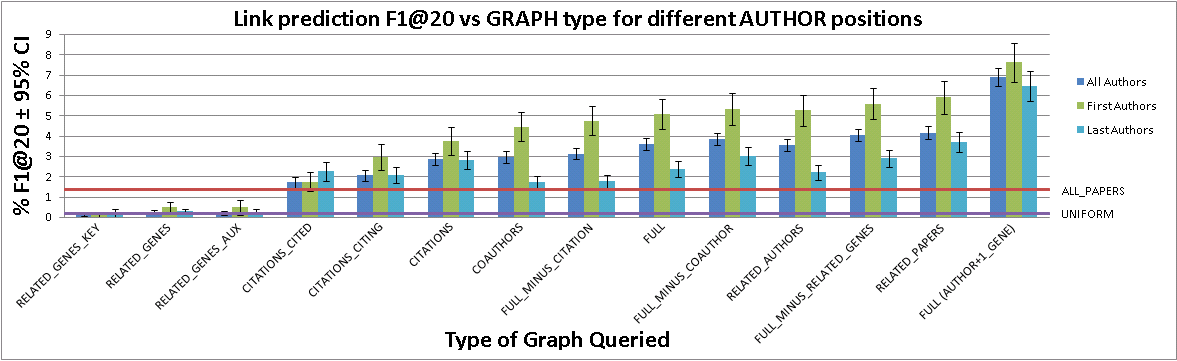 Link prediction F1@20 vs GRAPH type for different AUTHOR positions
% F1@20 ± 95% CI
9
8
7
6
5
4
3
2
1
0
All Authors
First Authors
Last Authors
ALL_PAPERS
UNIFORM
RELATED_GENES_KEY
RELATED_GENES
RELATED_GENES_AUX
CITATIONS_CITED
CITATIONS_CITING
CITATIONS
COAUTHORS
FULL_MINUS_CITATION
FULL
FULL_MINUS_COAUTHOR
RELATED_AUTHORS
FULL_MINUS_RELATED_GENES
RELATED_PAPERS
FULL (AUTHOR+1_GENE)
Type of Graph Queried